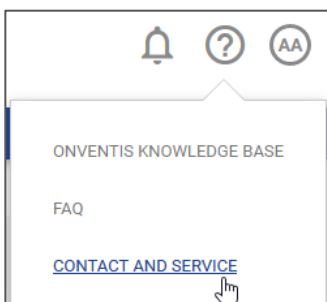 ?
AA
ONVENTIS KNOWLEDGE BASE
FAQ
CONTACT AND SERVICE